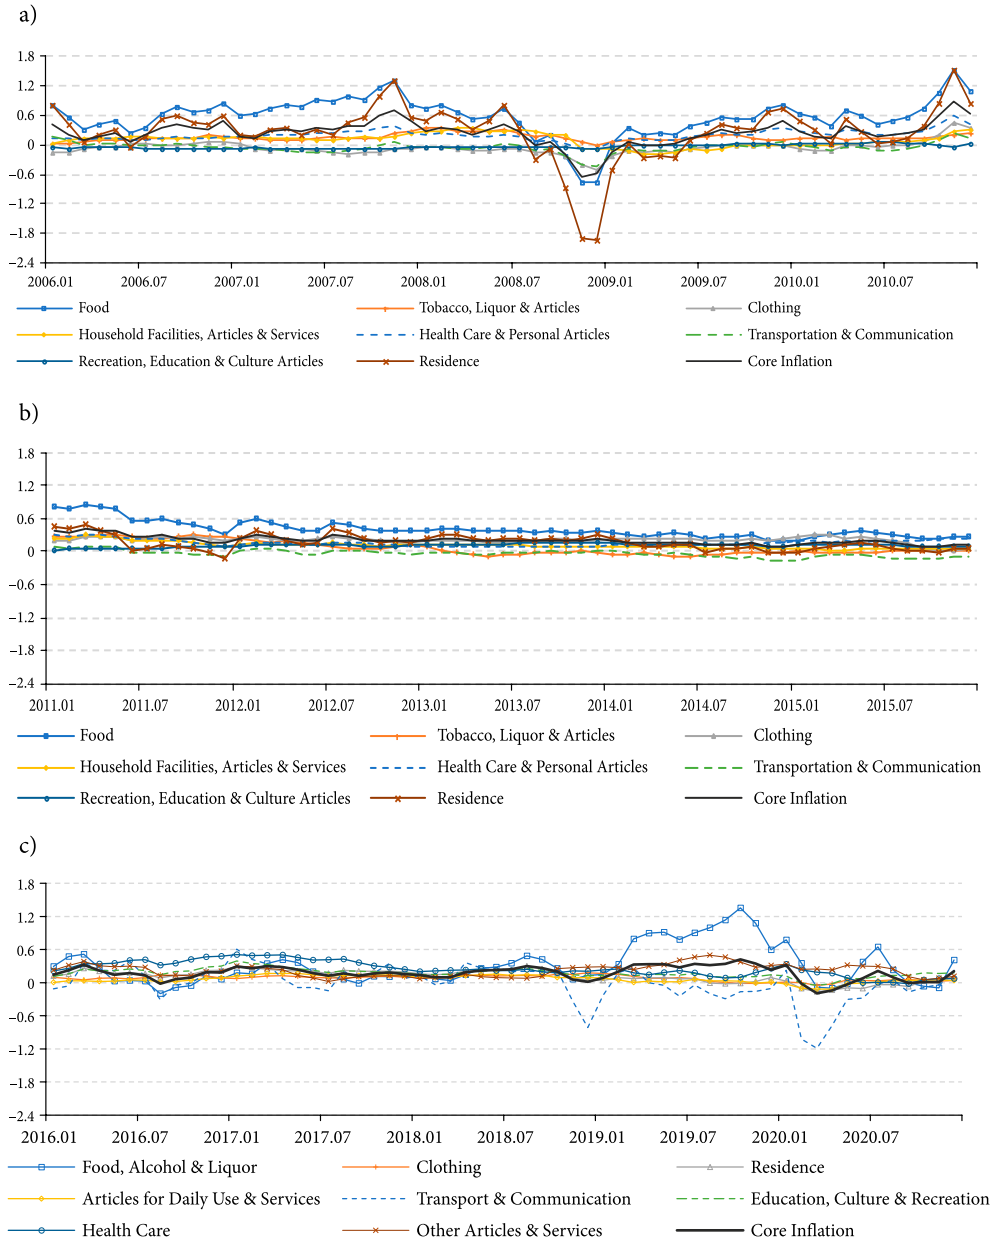 a)
1.8
1.2
0.6
0
−0.6
−1.2
−1.8
−2.4
2006.01 2006.07 2007.01 2007.07 2008.01 2008.07 2009.01 2009.07 2010.01 2010.07
Food Tobacco, Liquor & Articles Clothing
Household Facilities, Articles & Services Health Care & Personal Articles Transportation & Communication
Recreation, Education & Culture Articles Residence Core Inflation
b)
1.8
1.2
0.6
0
−0.6
−1.2
−1.8
−2.4
2011.01 2011.07 2012.01 2012.07 2013.01 2013.07 2014.01 2014.07 2015.01 2015.07
Food Tobacco, Liquor & Articles Clothing
Household Facilities, Articles & Services Health Care & Personal Articles Transportation & Communication
Recreation, Education & Culture Articles Residence Core Inflation
c)
1.8
1.2
0.6
0
−0.6
−1.2
−1.8
−2.4
2016.01 2016.07 2017.01 2017.07 2018.01 2018.07 2019.01 2019.07 2020.01 2020.07
Food, Alcohol & Liquor Clothing Residence
Articles for Daily Use & Services Transport & Communication Education, Culture & Recreation
Health Care Other Articles & Services Core Inflation